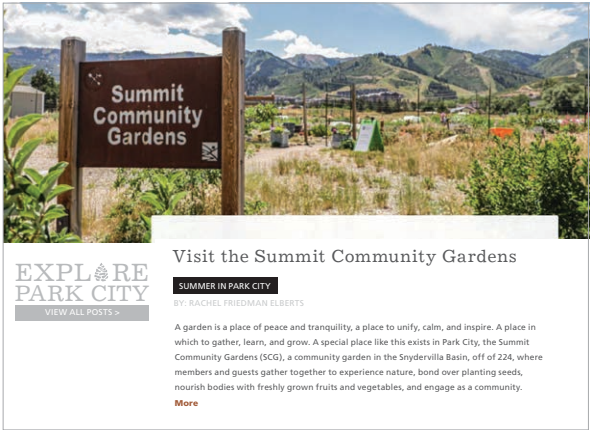 Summit
Community
Gardens
Visit the Summit Community Gardens
EXPLORE
PARK CITY
VIEW ALL POSTS >
SUMMER IN PARK CITY
BY: RACHEL FRIEDMAN ELBERTS
A garden is a place of peace and tranquility, a place to unify, calm, and inspire. A place in
which to gather, learn, and grow. A special place like this exists in Park City, the Summit
Community Gardens (SCG), a community garden in the Snydervilla Basin, off of 224, where
members and guests gather together to experience nature, bond over planting seeds,
nourish bodies with freshly grown fruits and vegetables, and engage as a community.
More